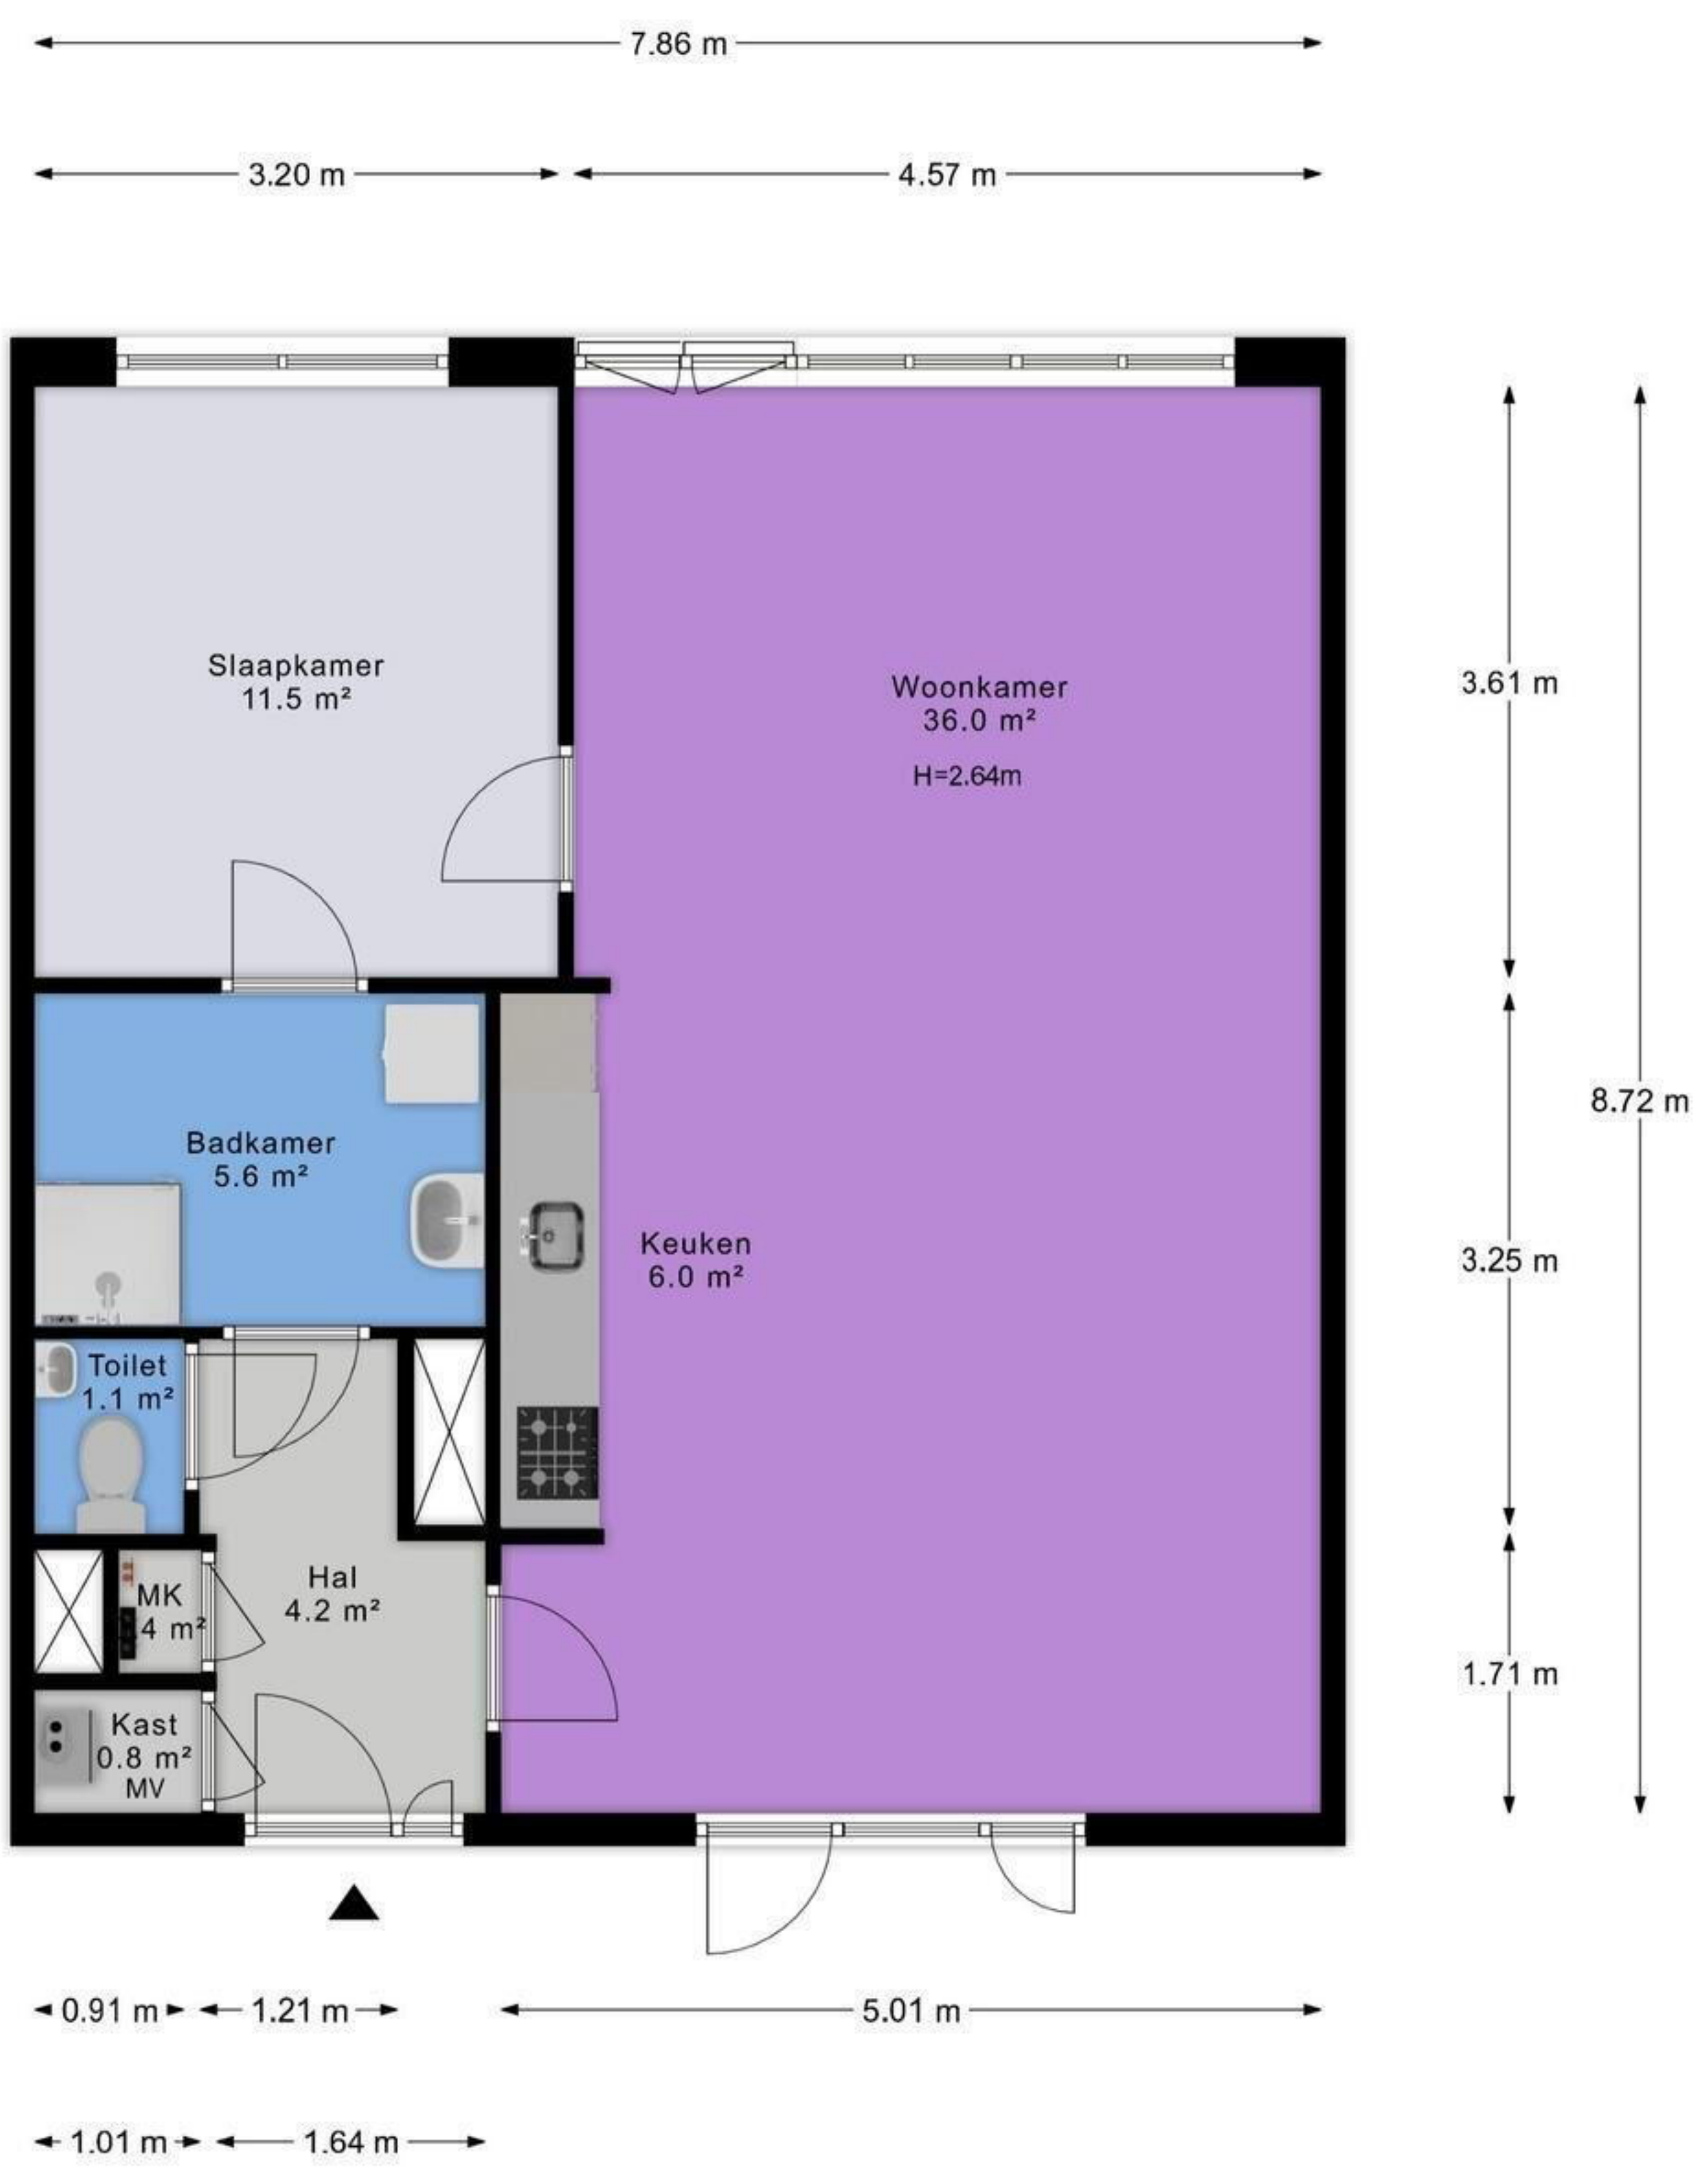 7.86 m
3.20 m
4.57 m
Slaapkamer
11.5 m²
Woonkamer
36.0 m²
H=2.64m
3.61 m
8.72 m
Badkamer
5.6 m²
Keuken
6.0 m²
3.25 m
Toilet
1.1 m²
MK
4 m²
Hal
4.2 m²
1.71 m
Kast
0.8 m²
MV
0.91 m
1.21 m
5.01 m
1.01 m
1.64 m